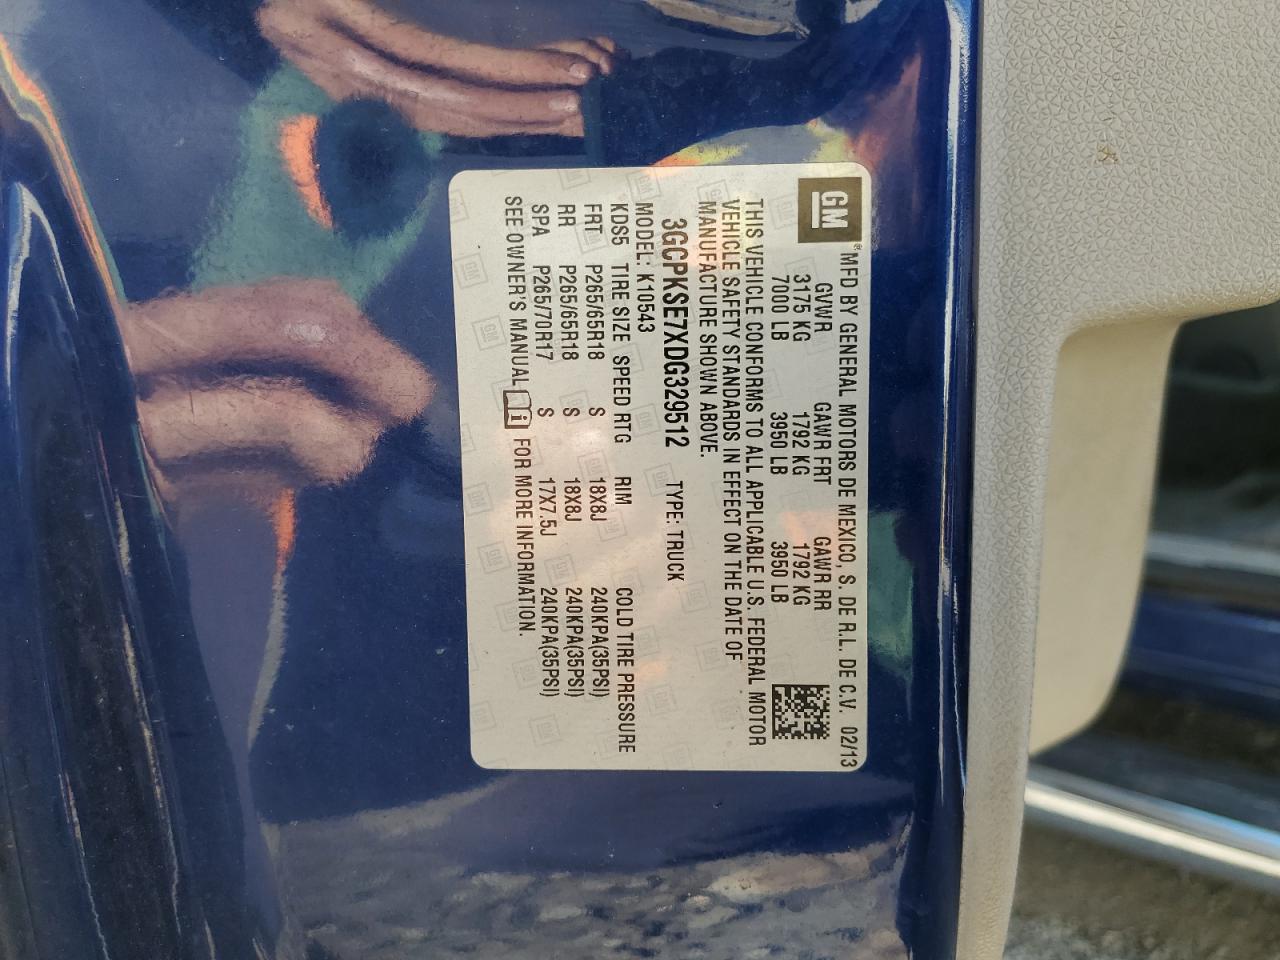 GM ® MFD BY GENERAL MOTORS DE MEXICO, S. DE R.L. DE C.V. 02/13
GVWR GAWR FRT GAWR RR
3175 KG 1792 KG 1792 KG
7000 LB 3950 LB 3950 LB
THIS VEHICLE CONFORMS TO ALL APPLICABLE U.S. FEDERAL MOTOR
VEHICLE SAFETY STANDARDS IN EFFECT ON THE DATE OF
MANUFACTURE SHOWN ABOVE.
3GCPKSE7XDG329512 TYPE: TRUCK
MODEL: K10543
KDS5 TIRE SIZE SPEED RTG RIM COLD TIRE PRESSURE
FRT P265/65R18 S 18X8J 240KPA(35PSI)
RR P265/65R18 S 18X8J 240KPA(35PSI)
SPA P265/70R17 S 17X7.5J 240KPA(35PSI)
SEE OWNER'S MANUAL i FOR MORE INFORMATION.